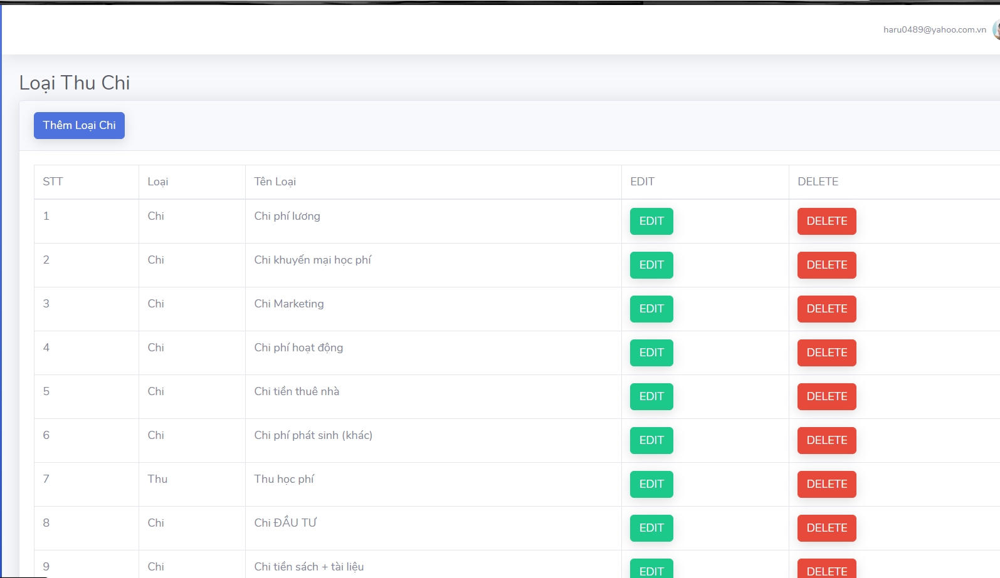 haru0489@yahoo.com.vn
Loại Thu Chi
Thêm Loại Chi
STT Loại Tên Loại EDIT DELETE
1 Chi Chi phí lương EDIT DELETE
2 Chi Chi khuyến mại học phí EDIT DELETE
3 Chi Chi Marketing EDIT DELETE
4 Chi Chi phí hoạt động EDIT DELETE
5 Chi Chi tiền thuê nhà EDIT DELETE
6 Chi Chi phí phát sinh (khác) EDIT DELETE
7 Thu Thu học phí EDIT DELETE
8 Chi Chi ĐẦU TƯ EDIT DELETE
9 Chi Chi tiền sách + tài liệu EDIT DELETE